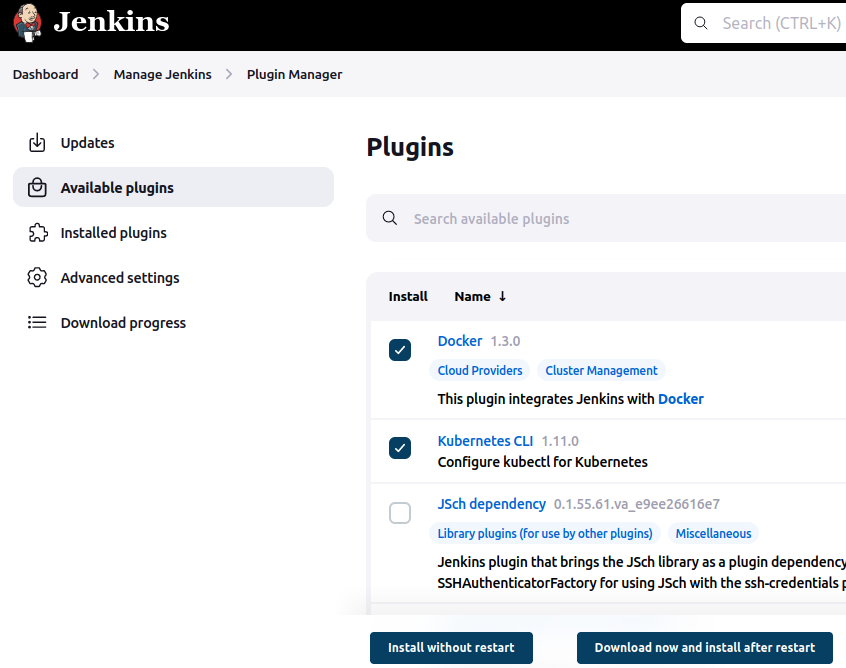 Jenkins
Search (CTRL+K)
Dashboard > Manage Jenkins > Plugin Manager
Updates
Available plugins
Installed plugins
Advanced settings
Download progress
Plugins
Search available plugins
Install Name ↓
Docker 1.3.0
Cloud Providers Cluster Management
This plugin integrates Jenkins with Docker
Kubernetes CLI 1.11.0
Configure kubectl for Kubernetes
JSch dependency 0.1.55.61.va_e9ee26616e7
Library plugins (for use by other plugins) Miscellaneous
Jenkins plugin that brings the JSch library as a plugin dependency
SSHAuthenticatorFactory for using JSch with the ssh-credentials
Install without restart Download now and install after restart